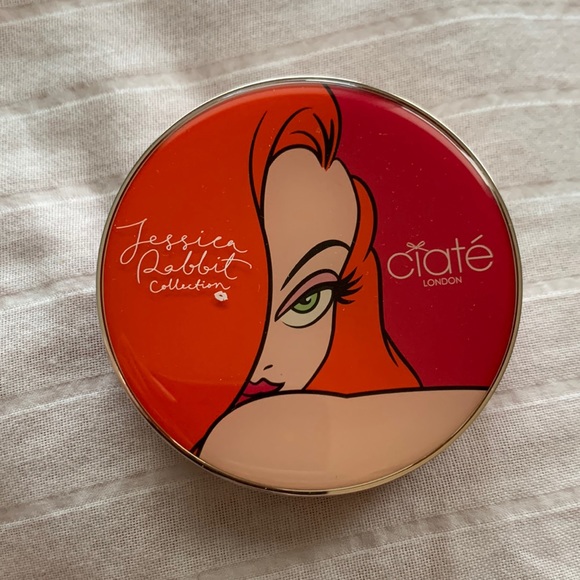 Jessica
Rabbit
Collection
ciaté
LONDON